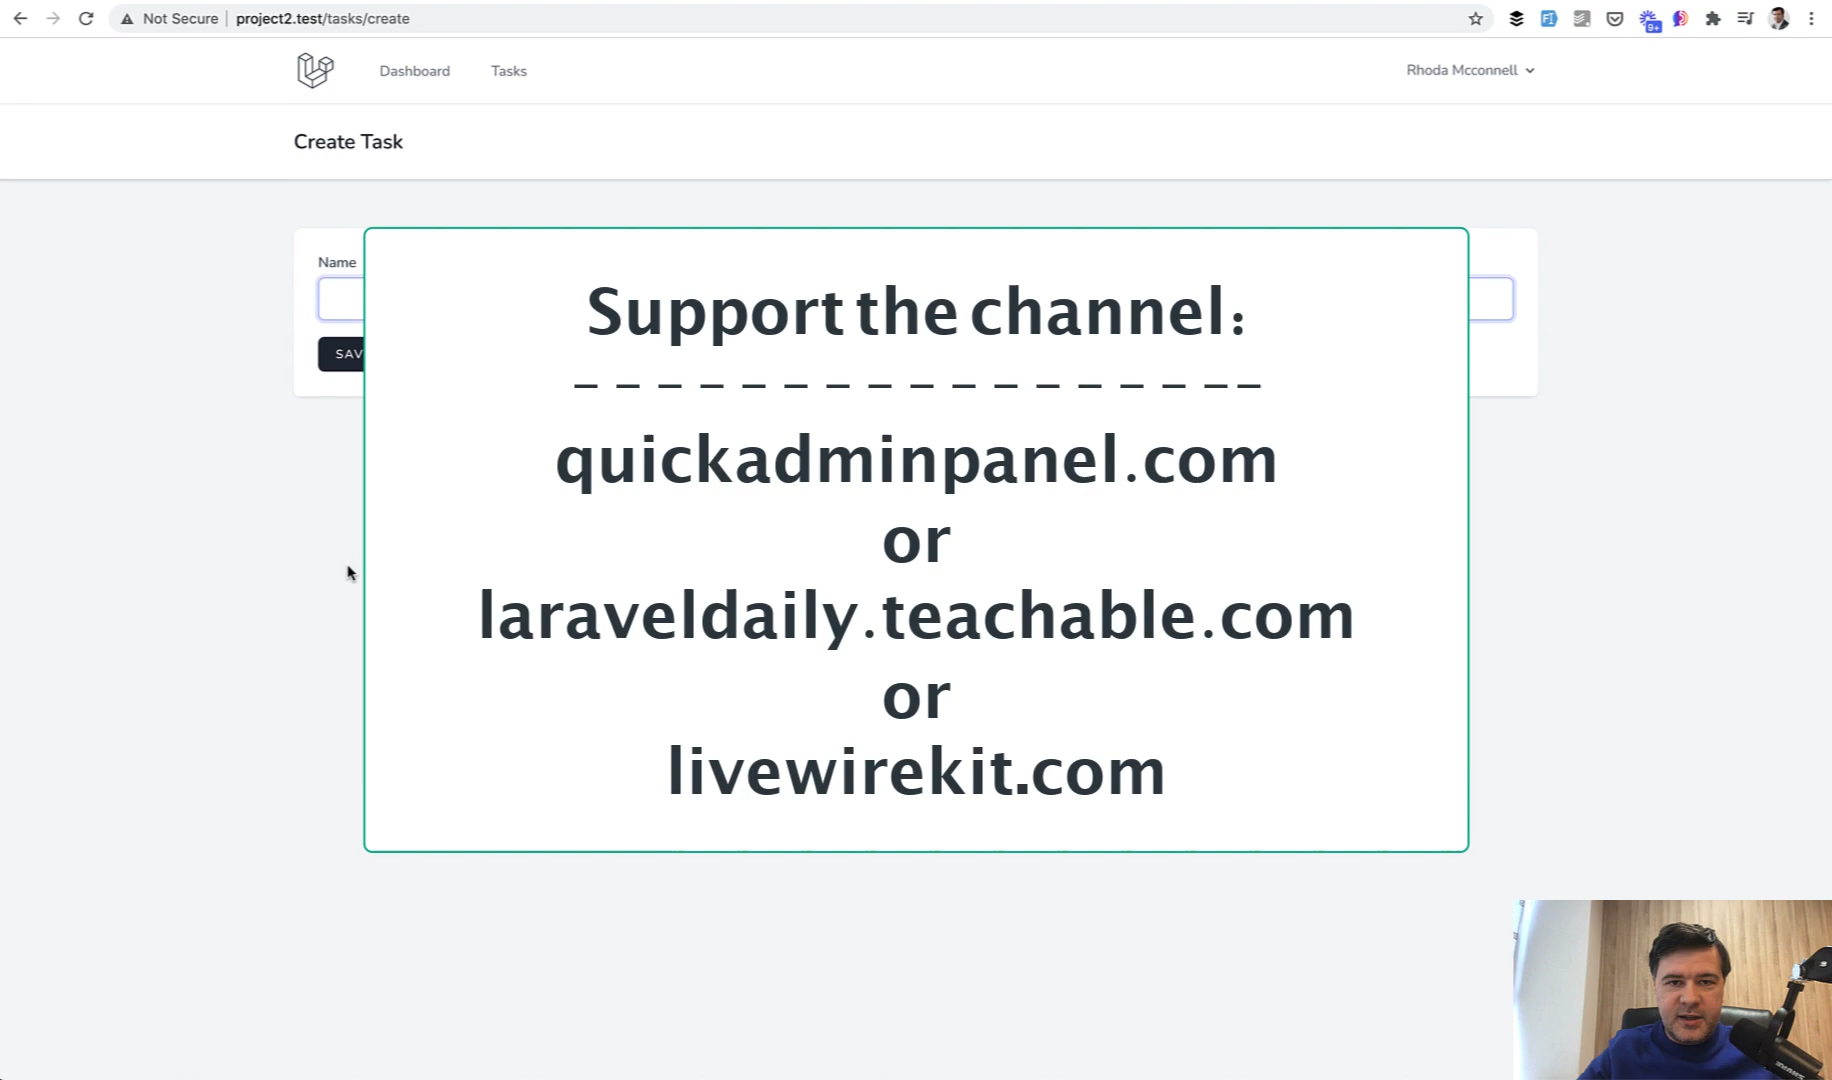 Not Secure | project2.test/tasks/create
9+
Dashboard Tasks Rhoda Mcconnell
Create Task
Name
SAV
Support the channel:
- - - - - - - - - - - - - - - - -
quickadminpanel.com
or
laraveldaily.teachable.com
or
livewirekit.com